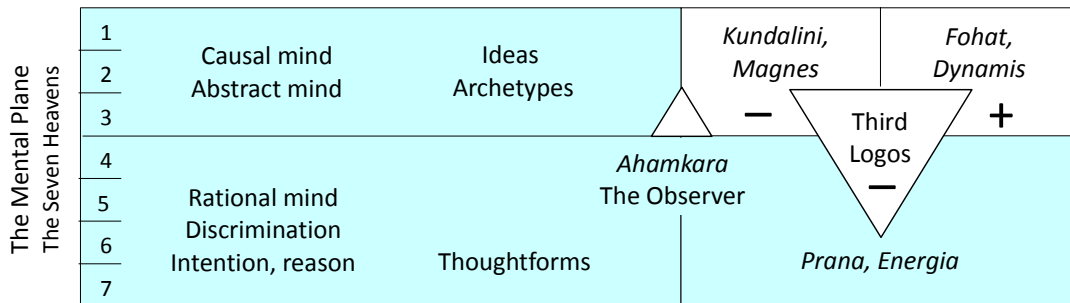 The Mental Plane
The Seven Heavens
1
2
3
4
5
6
7
Causal mind
Abstract mind
Ideas
Archetypes
Kundalini,
Magnes
−
Fohat,
Dynamis
+
Third
Logos
−
Ahamkara
The Observer
Rational mind
Discrimination
Intention, reason
Thoughtforms
Prana, Energia